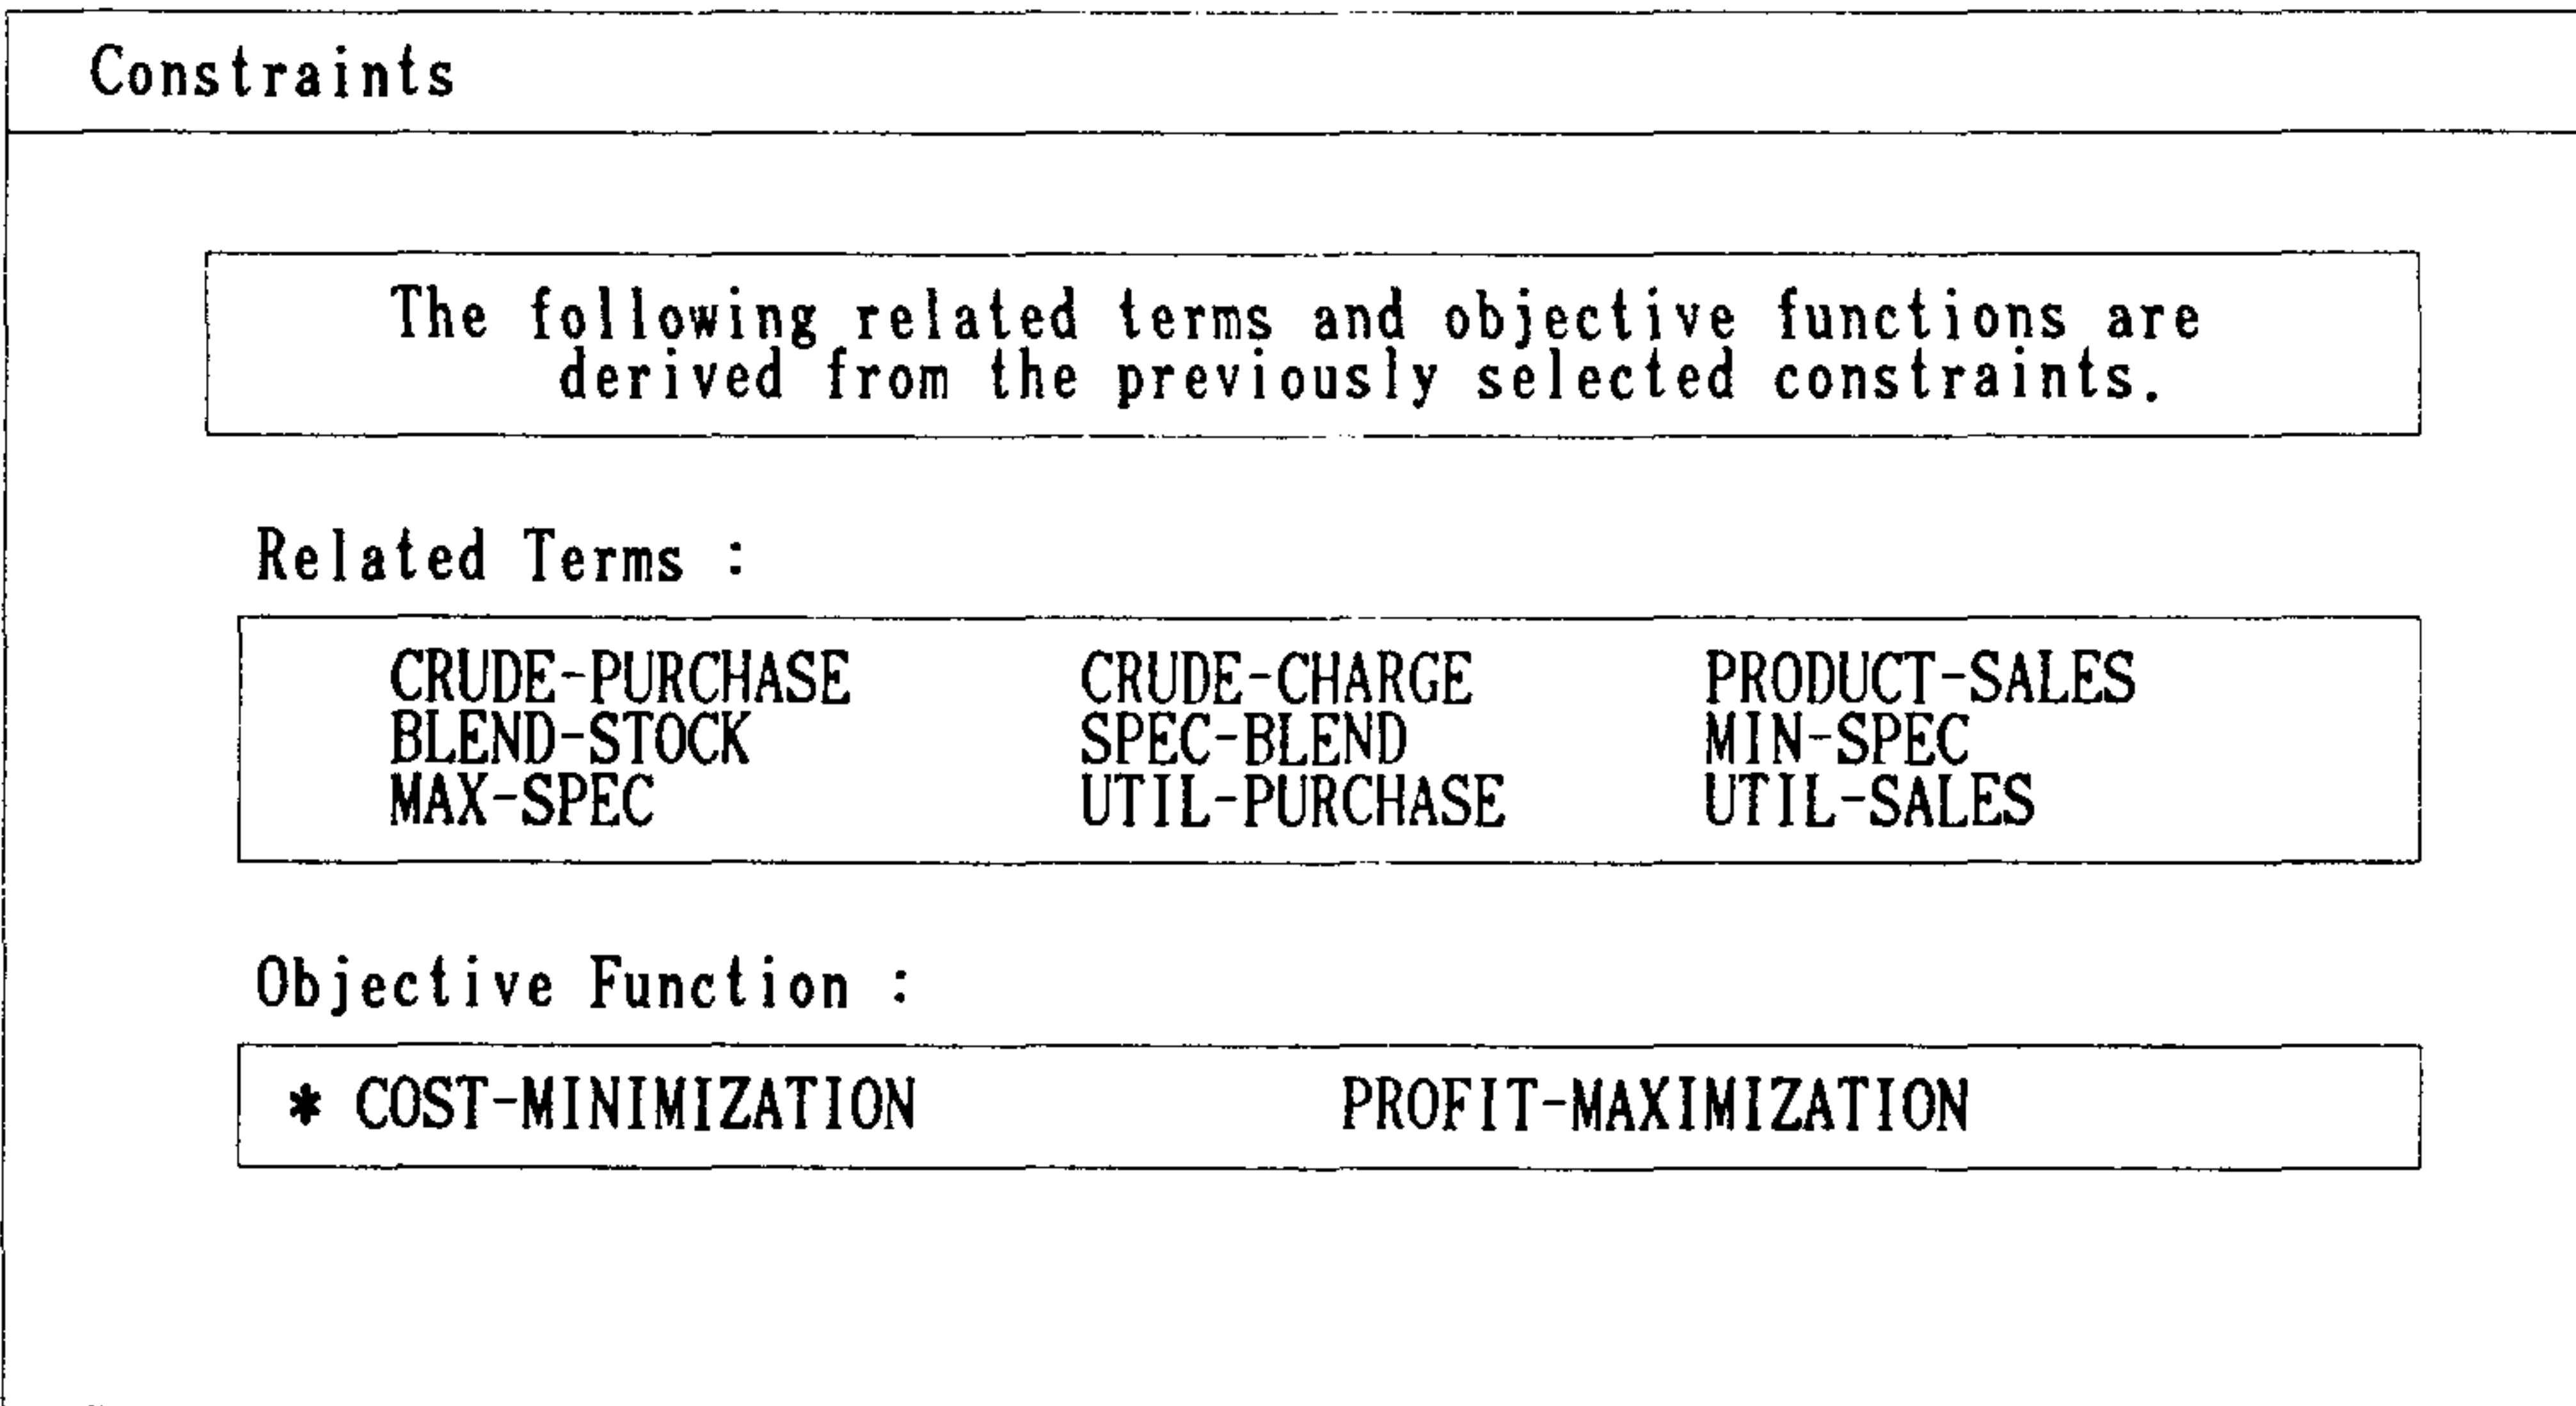 Constraints
The following related terms and objective functions are
derived from the previously selected constraints.
Related Terms :
CRUDE-PURCHASE CRUDE-CHARGE PRODUCT-SALES
BLEND-STOCK SPEC-BLEND MIN-SPEC
MAX-SPEC UTIL-PURCHASE UTIL-SALES
Objective Function :
* COST-MINIMIZATION PROFIT-MAXIMIZATION